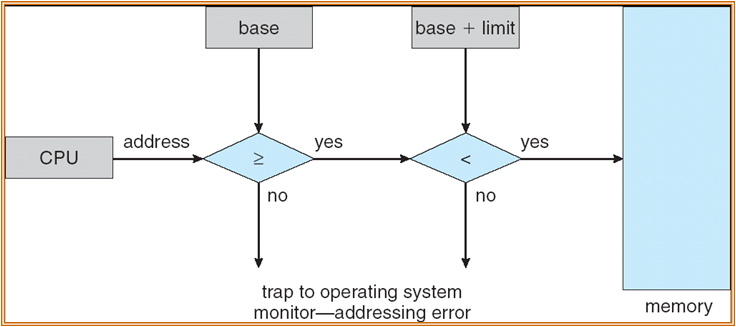 base
base + limit
CPU
address
≥
yes
<
yes
no
no
trap to operating system
monitor—addressing error
memory